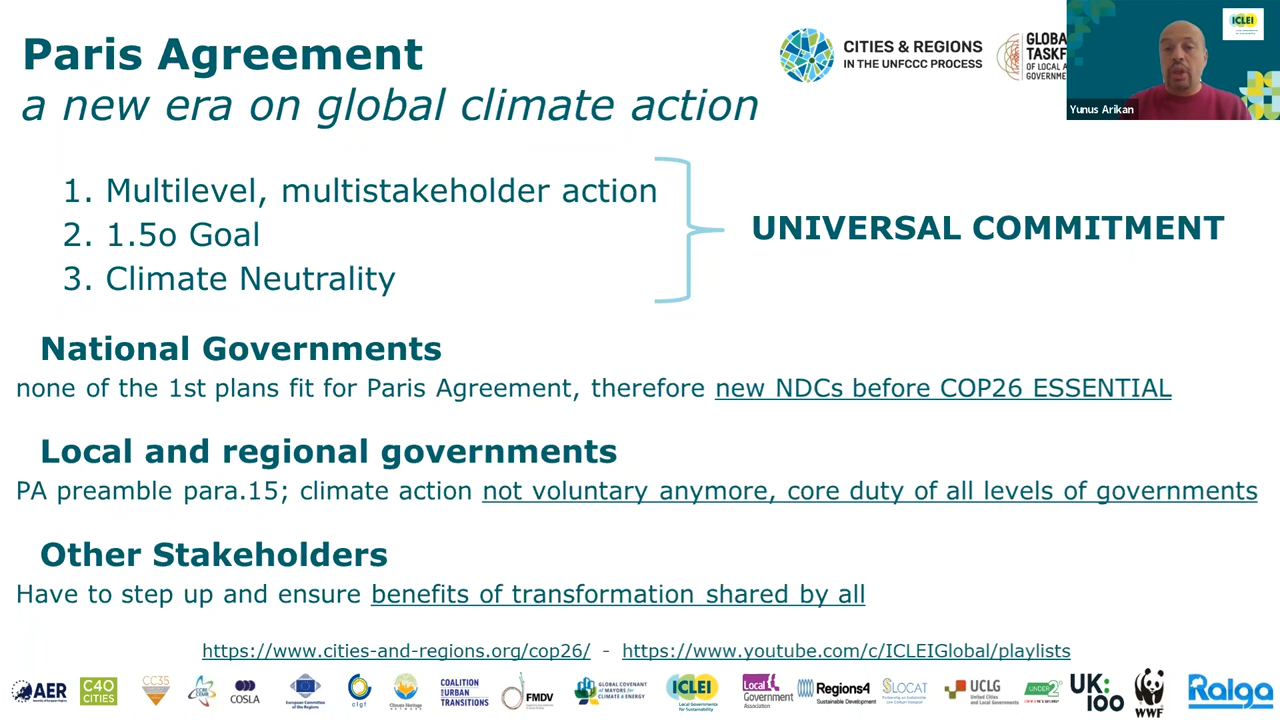 Paris Agreement
a new era on global climate action
CITIES & REGIONS
IN THE UNFCCC PROCESS
GLOBA
TASKF
OF LOCAL A
GOVERNME
ICLEI
Yunus Arikan
1. Multilevel, multistakeholder action
2. 1.5o Goal
3. Climate Neutrality
UNIVERSAL COMMITMENT
National Governments
none of the 1st plans fit for Paris Agreement, therefore new NDCs before COP26 ESSENTIAL
Local and regional governments
PA preamble para.15; climate action not voluntary anymore, core duty of all levels of governments
Other Stakeholders
Have to step up and ensure benefits of transformation shared by all
https://www.cities-and-regions.org/cop26/ - https://www.youtube.com/c/ICLEIGlobal/playlists
AER
C40
CITIES
CC35
COSLA
European Committee
of the Regions
clgf
COALITION
for URBAN
TRANSITIONS
FMDV
GLOBAL COVENANT
of MAYORS for
CLIMATE & ENERGY
ICLEI
Local Governments
for Sustainability
Local
Government
Association
Regions4
Sustainable Development
SLOCAT
UCLG
United Cities
and Local Governments
UNDER2
UK:
100
WWF
Ralga